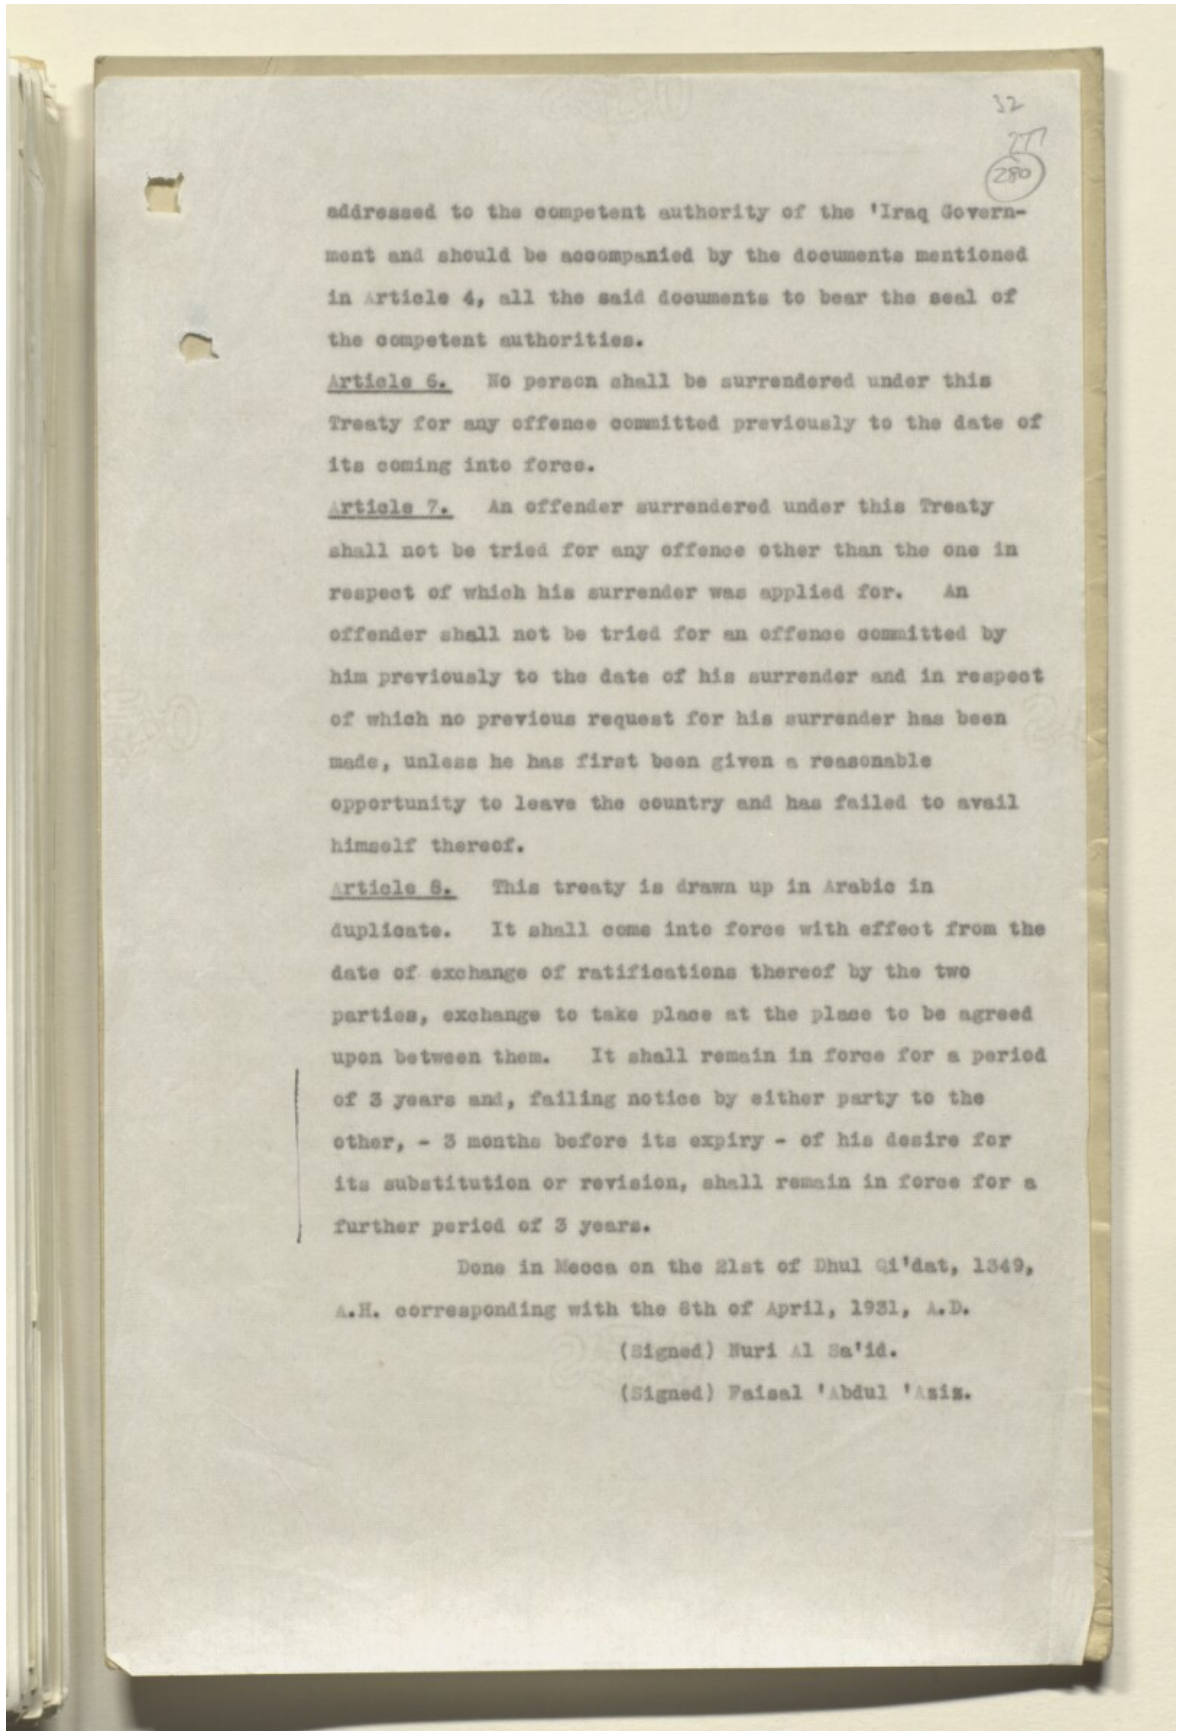 32
277
280
addressed to the competent authority of the 'Iraq Govern-
ment and should be accompanied by the documents mentioned
in Article 4, all the said documents to bear the seal of
the competent authorities.
Article 6. No person shall be surrendered under this
Treaty for any offence committed previously to the date of
its coming into force.
Article 7. An offender surrendered under this Treaty
shall not be tried for any offence other than the one in
respect of which his surrender was applied for. An
offender shall not be tried for an offence committed by
him previously to the date of his surrender and in respect
of which no previous request for his surrender has been
made, unless he has first been given a reasonable
opportunity to leave the country and has failed to avail
himself thereof.
Article 8. This treaty is drawn up in Arabic in
duplicate. It shall come into force with effect from the
date of exchange of ratifications thereof by the two
parties, exchange to take place at the place to be agreed
upon between them. It shall remain in force for a period
of 3 years and, failing notice by either party to the
other, - 3 months before its expiry - of his desire for
its substitution or revision, shall remain in force for a
further period of 3 years.
Done in Mecca on the 21st of Dhul Qi'dat, 1349,
A.H. corresponding with the 8th of April, 1931, A.D.
(Signed) Nuri Al Sa'id.
(Signed) Faisal 'Abdul 'Aziz.